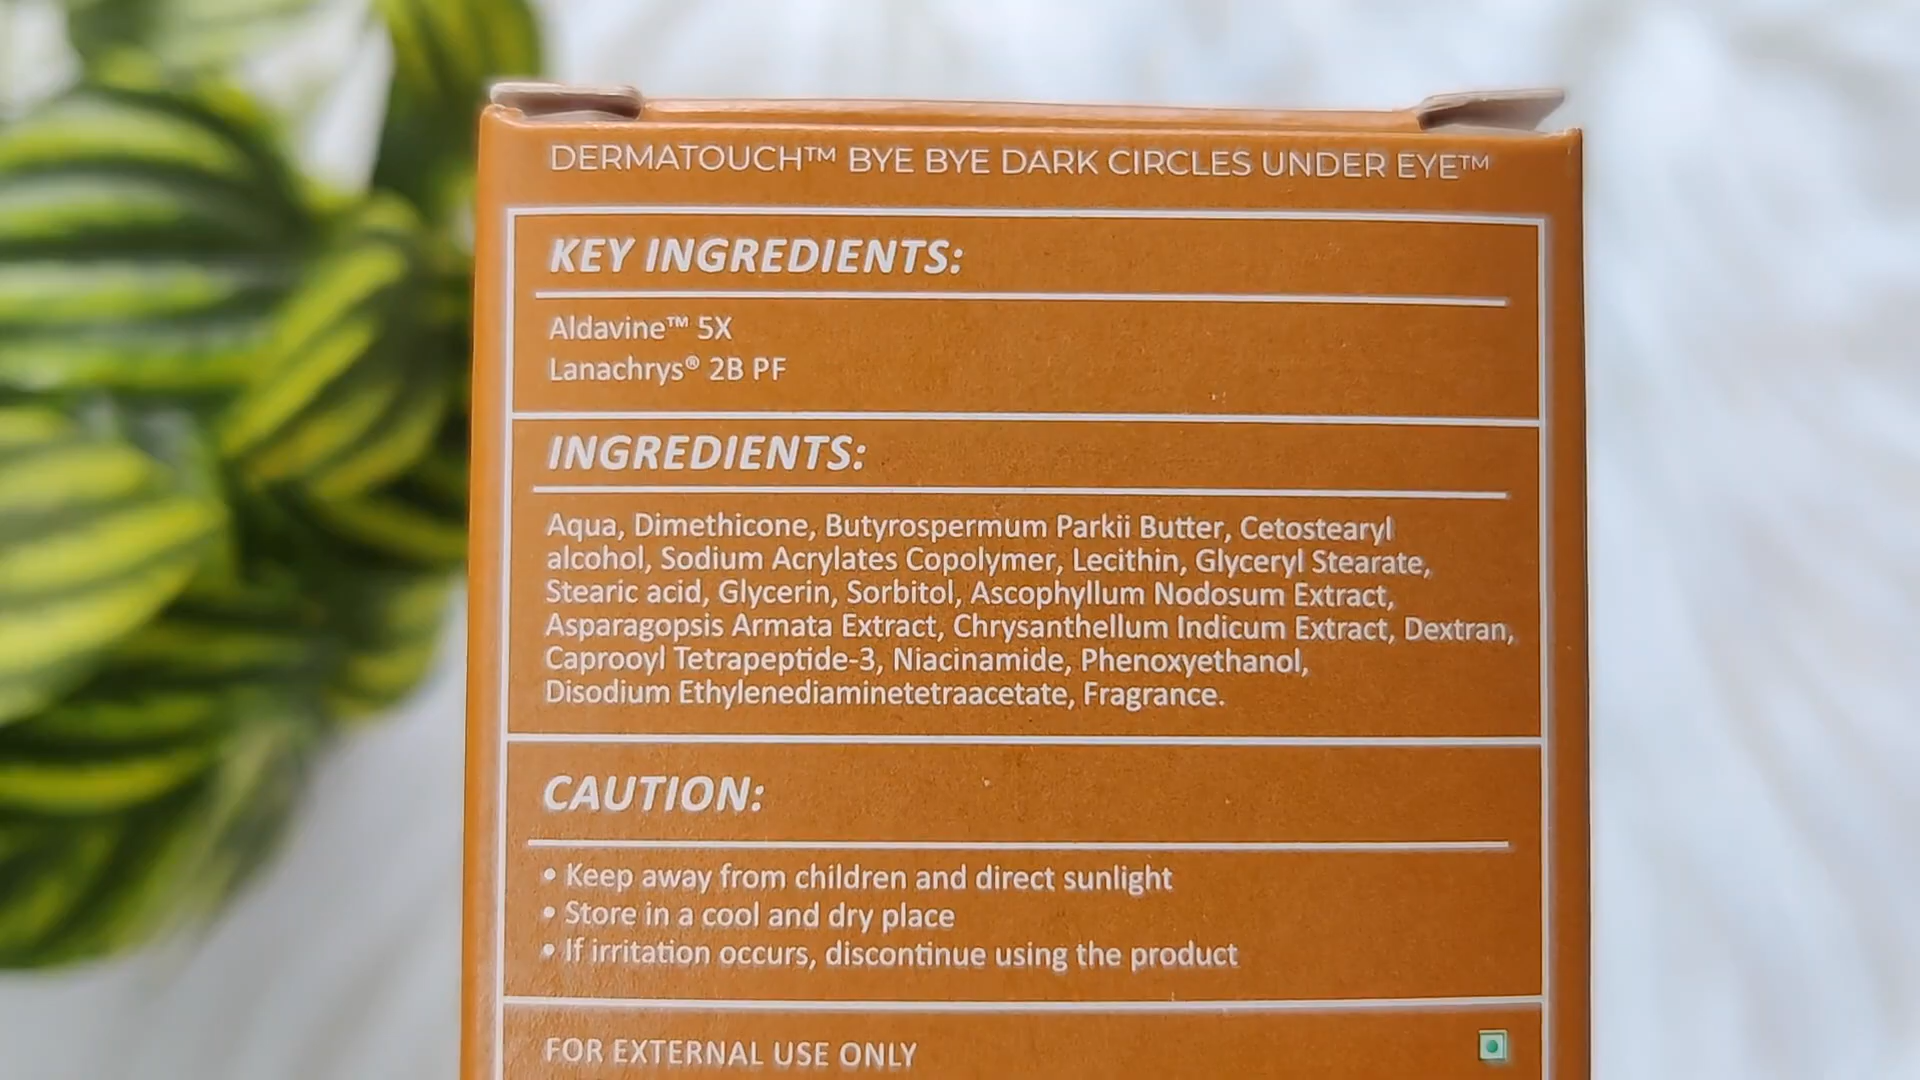 DERMATOUCH™ BYE BYE DARK CIRCLES UNDER EYE™
KEY INGREDIENTS:
Aldavine™ 5X
Lanachrys® 2B PF
INGREDIENTS:
Aqua, Dimethicone, Butyrospermum Parkii Butter, Cetostearyl
alcohol, Sodium Acrylates Copolymer, Lecithin, Glyceryl Stearate,
Stearic acid, Glycerin, Sorbitol, Ascophyllum Nodosum Extract,
Asparagopsis Armata Extract, Chrysanthellum Indicum Extract, Dextran,
Caprooyl Tetrapeptide-3, Niacinamide, Phenoxyethanol,
Disodium Ethylenediaminetetraacetate, Fragrance.
CAUTION:
• Keep away from children and direct sunlight
• Store in a cool and dry place
• If irritation occurs, discontinue using the product
FOR EXTERNAL USE ONLY